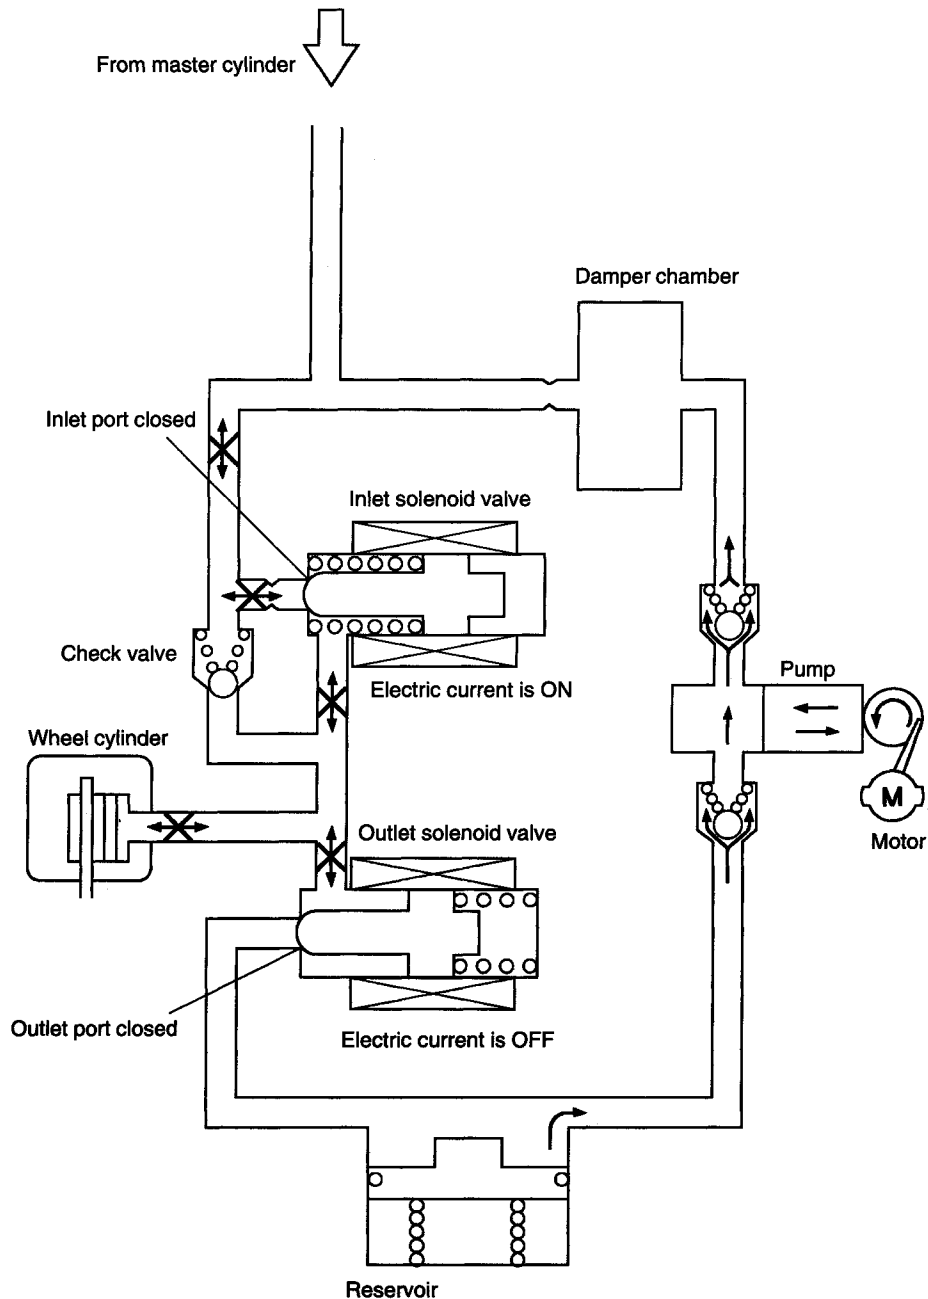 From master cylinder
Damper chamber
Inlet port closed
Inlet solenoid valve
Check valve
Electric current is ON
Pump
Wheel cylinder
Outlet solenoid valve
M
Motor
Outlet port closed
Electric current is OFF
Reservoir